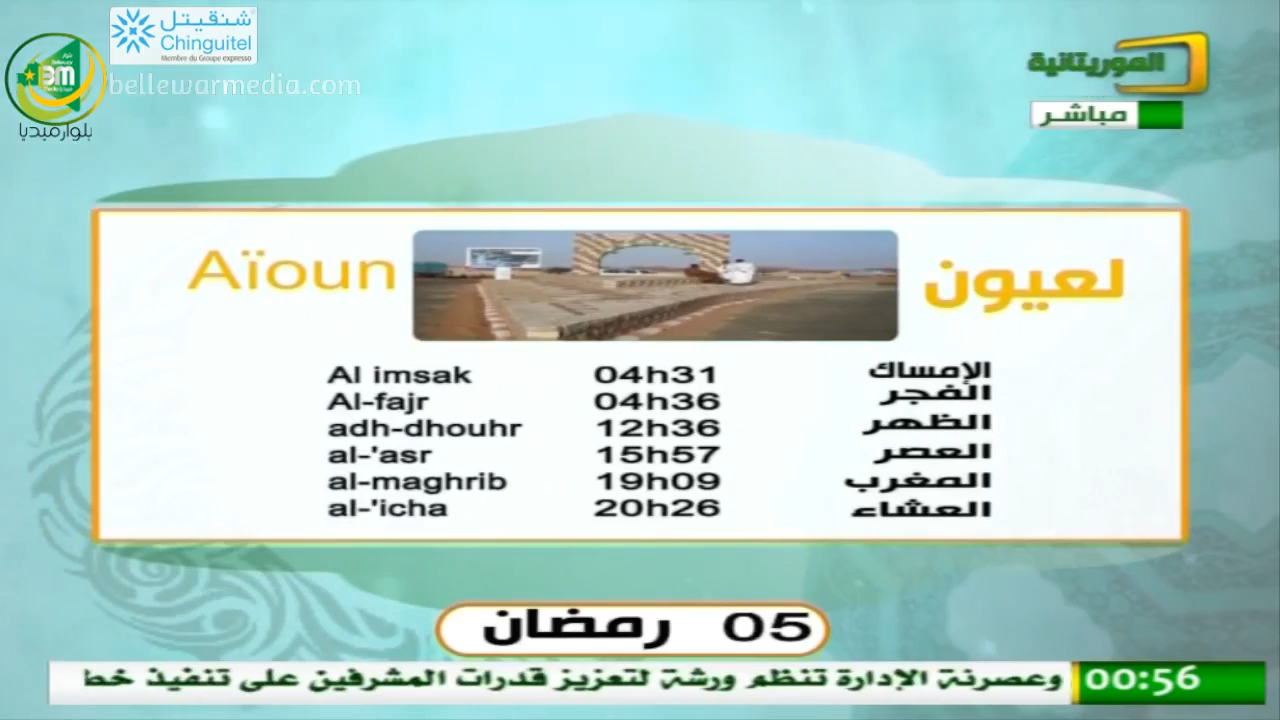 شنقيتل
Chinguitel
Membre du Groupe expresso
bellewarmedia.com
BM
بلوارميديا
الموريتانية
مباشر
Aïoun
لعيون
Al imsak 04h31 الإمساك
Al-fajr 04h36 الفجر
adh-dhouhr 12h36 الظهر
al-'asr 15h57 العصر
al-maghrib 19h09 المغرب
al-'icha 20h26 العشاء
05 رمضان
وعصرنة الإدارة تنظم ورشة لتعزيز قدرات المشرفين على تنفيذ خطا
00:56